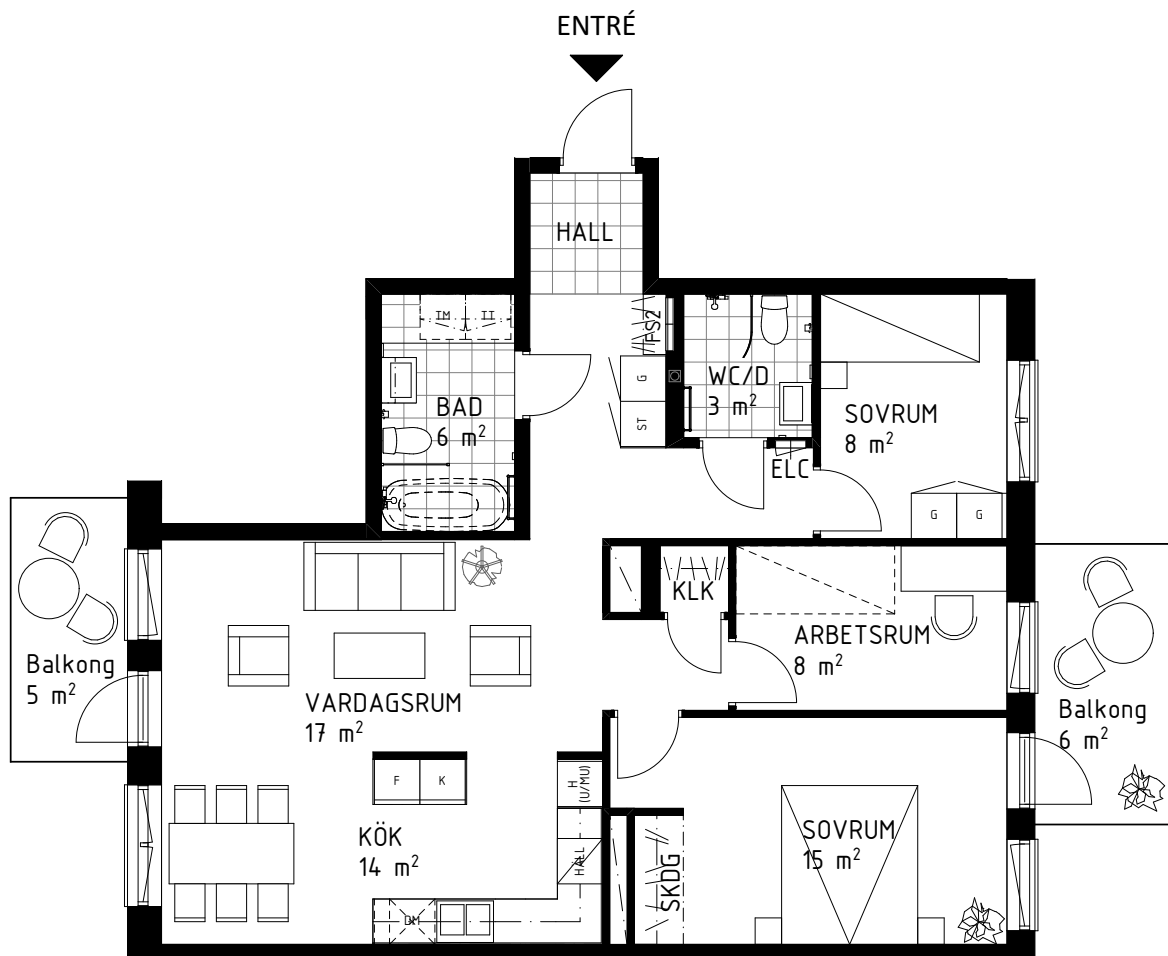 ENTRÉ
HALL
TM
TT
FS2
G
ST
BAD
6 m²
WC/D
3 m²
SOVRUM
8 m²
ELC
G
G
KLK
ARBETSRUM
8 m²
Balkong
5 m²
VARDAGSRUM
17 m²
Balkong
6 m²
F
K
H
(U/MU)
KÖK
14 m²
HÄLL
DM
SKDG
SOVRUM
15 m²